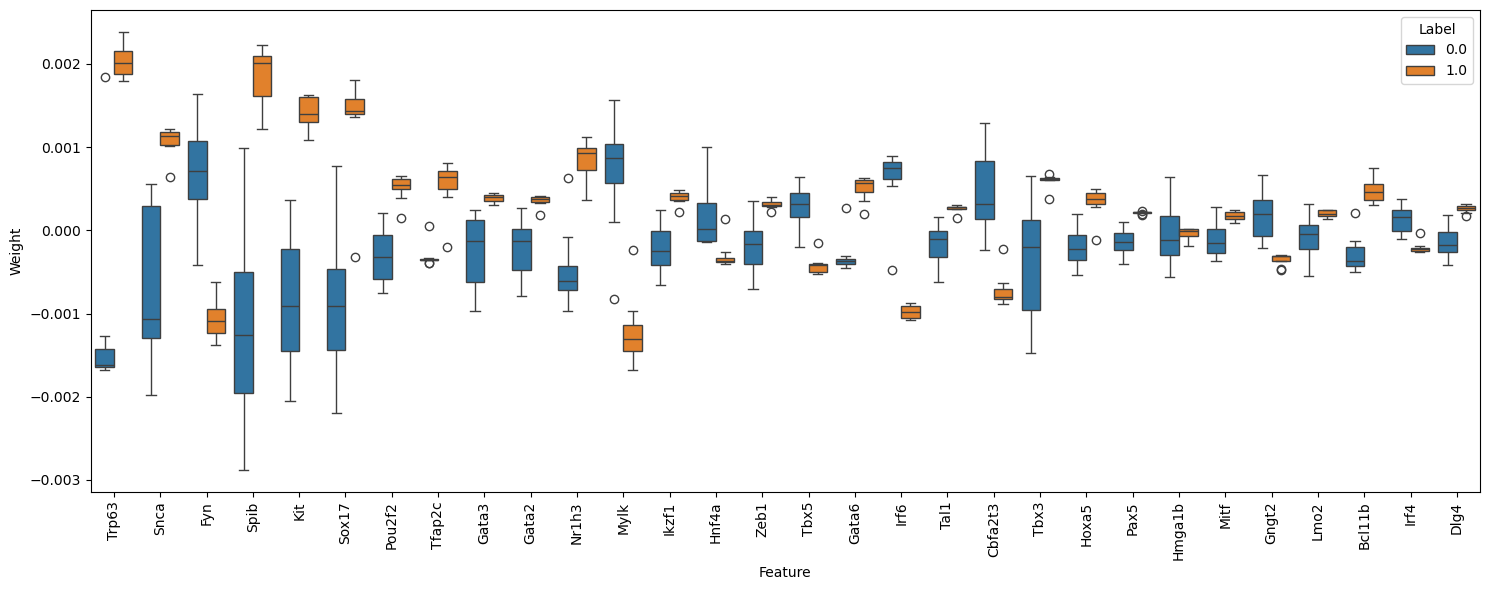 Label
0.0
1.0
0.002
0.001
0.000
−0.001
−0.002
−0.003
Weight
Trp63
Snca
Fyn
Spib
Kit
Sox17
Pou2f2
Tfap2c
Gata3
Gata2
Nr1h3
Mylk
Ikzf1
Hnf4a
Zeb1
Tbx5
Gata6
Irf6
Tal1
Cbfa2t3
Tbx3
Hoxa5
Pax5
Hmga1b
Mitf
Gngt2
Lmo2
Bcl11b
Irf4
Dlg4
Feature